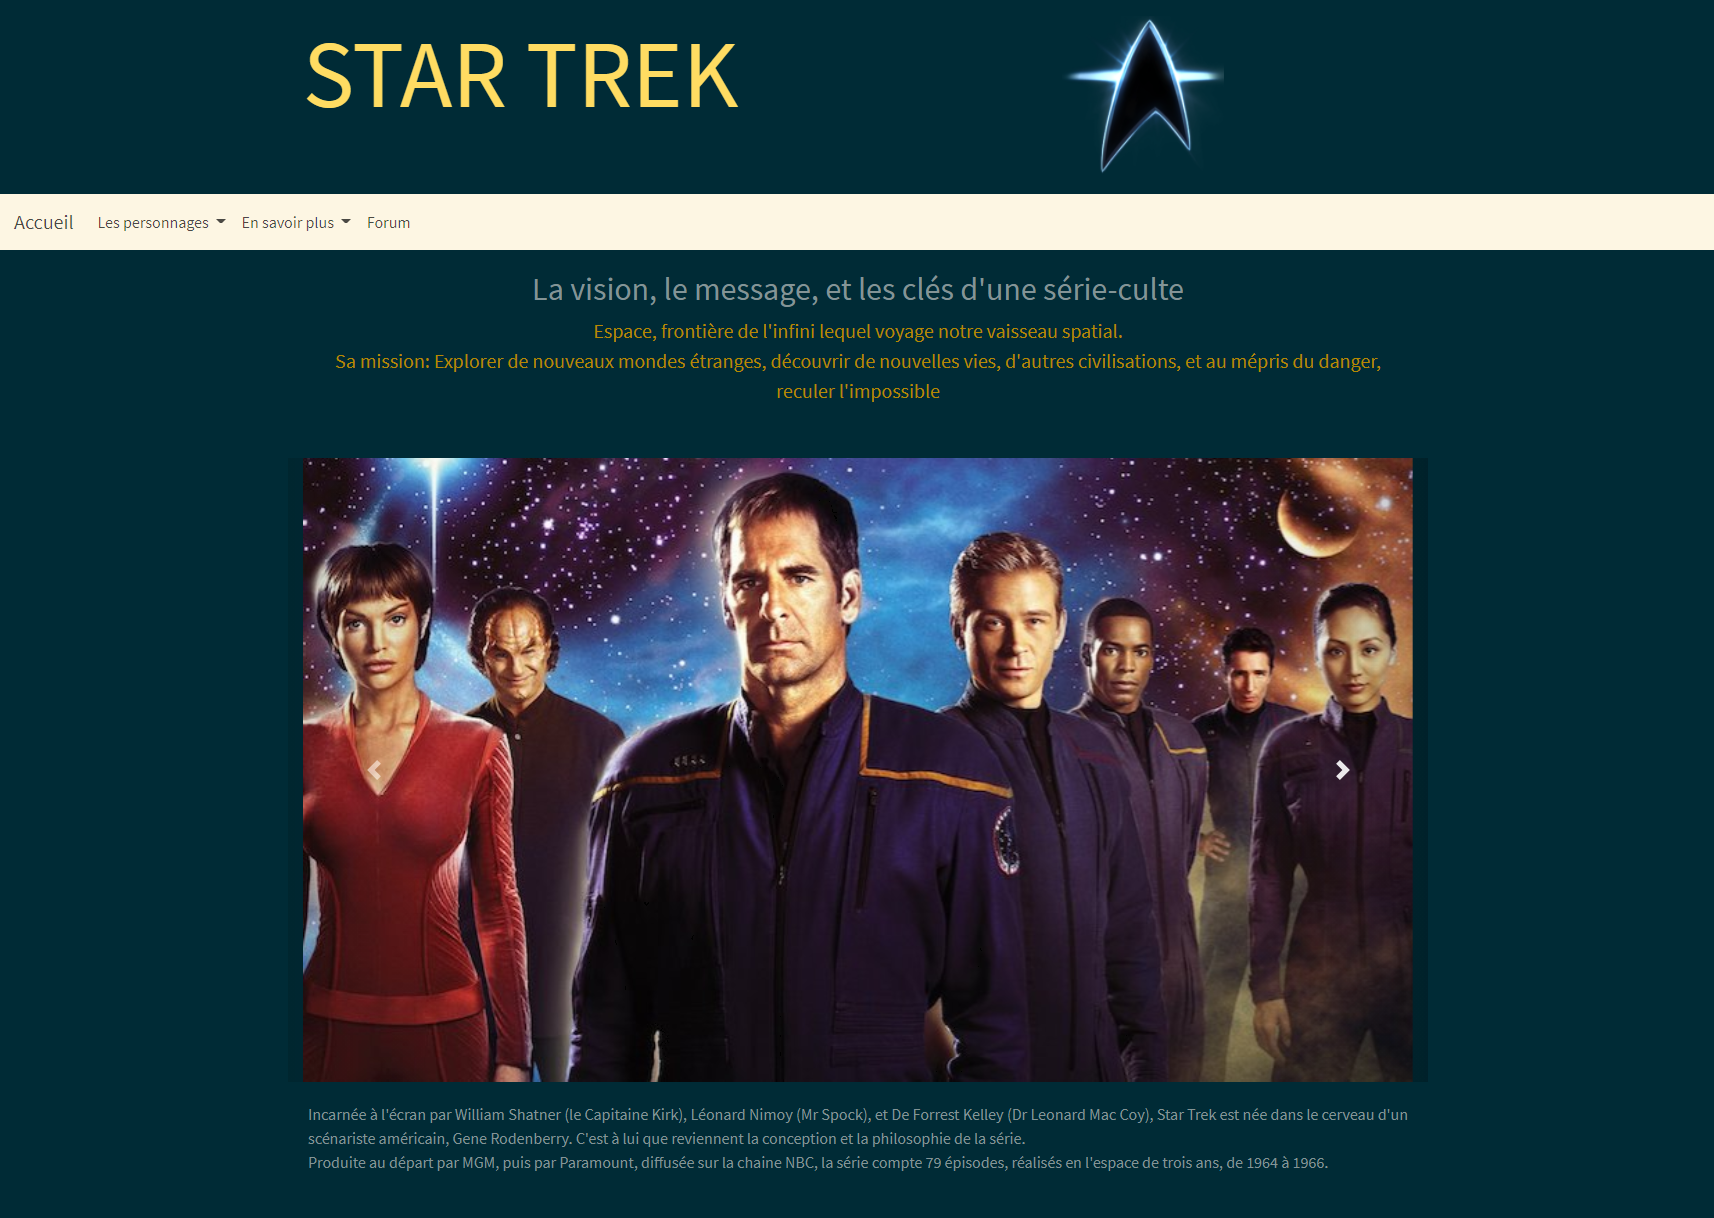 STAR TREK
Accueil Les personnages En savoir plus Forum
La vision, le message, et les clés d'une série-culte
Espace, frontière de l'infini lequel voyage notre vaisseau spatial.
Sa mission: Explorer de nouveaux mondes étranges, découvrir de nouvelles vies, d'autres civilisations, et au mépris du danger,
reculer l'impossible
Incarnée à l'écran par William Shatner (le Capitaine Kirk), Léonard Nimoy (Mr Spock), et De Forrest Kelley (Dr Leonard Mac Coy), Star Trek est née dans le cerveau d'un
scénariste américain, Gene Rodenberry. C'est à lui que reviennent la conception et la philosophie de la série.
Produite au départ par MGM, puis par Paramount, diffusée sur la chaine NBC, la série compte 79 épisodes, réalisés en l'espace de trois ans, de 1964 à 1966.